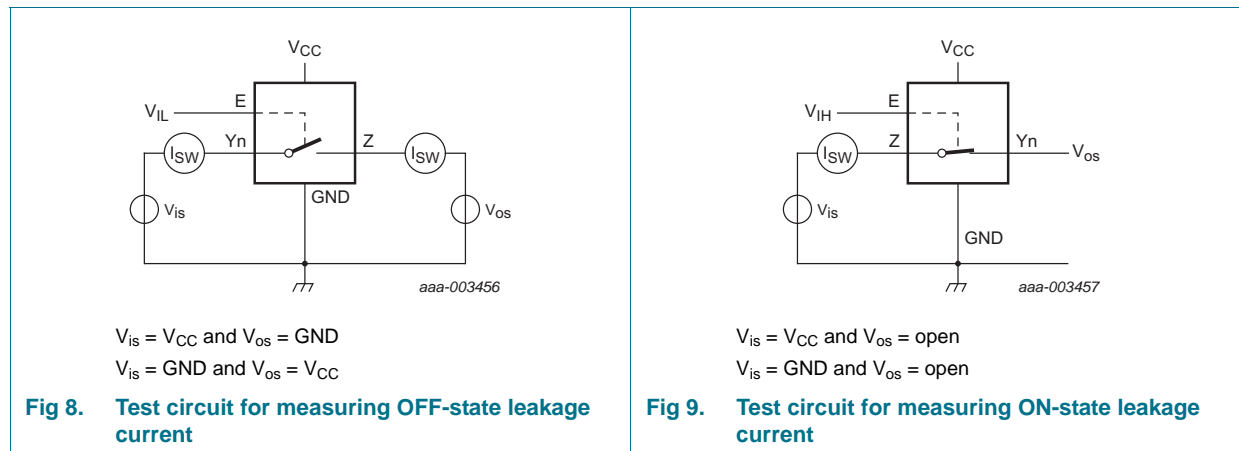 VCC
VIL
E
Yn
Z
ISW
ISW
GND
Vis
Vos
aaa-003456
Vis = VCC and Vos = GND
Vis = GND and Vos = VCC
Fig 8. Test circuit for measuring OFF-state leakage
current
VCC
VIH
E
Z
Yn
ISW
Vos
Vis
GND
aaa-003457
Vis = VCC and Vos = open
Vis = GND and Vos = open
Fig 9. Test circuit for measuring ON-state leakage
current